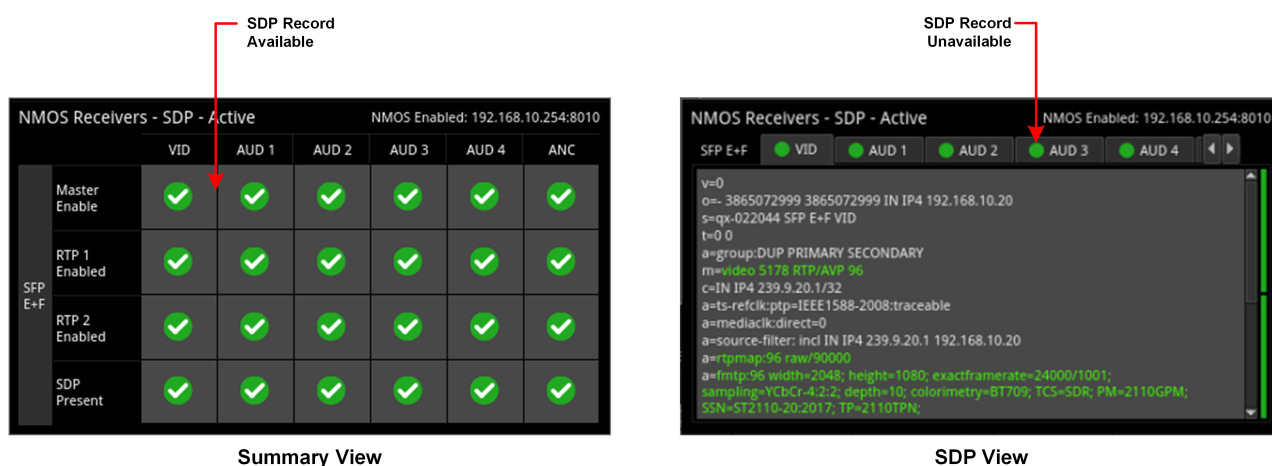 SDP Record
Available
NMOS Receivers - SDP - Active
NMOS Enabled: 192.168.10.254:8010
VID AUD 1 AUD 2 AUD 3 AUD 4 ANC
SFP
E+F
Master
Enable
RTP 1
Enabled
RTP 2
Enabled
SDP
Present
Summary View
SDP Record
Unavailable
NMOS Receivers - SDP - Active
NMOS Enabled: 192.168.10.254:8010
SFP E+F VID AUD 1 AUD 2 AUD 3 AUD 4
v=0
o=- 3865072999 3865072999 IN IP4 192.168.10.20
s=qx-022044 SFP E+F VID
t=0 0
a=group:DUP PRIMARY SECONDARY
m=video 5178 RTP/AVP 96
c=IN IP4 239.9.20.1/32
a=ts-refclk:ptp=IEEE1588-2008:traceable
a=mediaclk:direct=0
a=source-filter: incl IN IP4 239.9.20.1 192.168.10.20
a=rtpmap:96 raw/90000
a=fmtp:96 width=2048; height=1080; exactframerate=24000/1001;
sampling=YCbCr-4:2:2; depth=10; colorimetry=BT709; TCS=SDR; PM=2110GPM;
SSN=ST2110-20:2017; TP=2110TPN;
SDP View